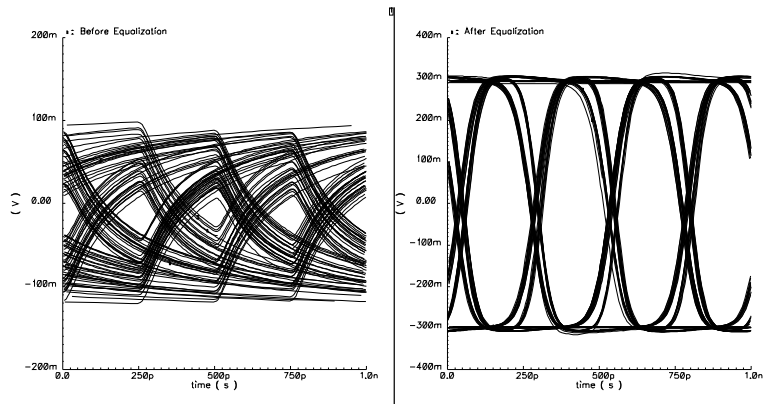 Before Equalization
200m
100m
0.00
-100m
-200m
( V )
0.0
250p
500p
750p
1.0n
time ( s )
After Equalization
400m
300m
200m
100m
0.00
-100m
-200m
-300m
-400m
( V )
0.0
250p
500p
750p
1.0n
time ( s )